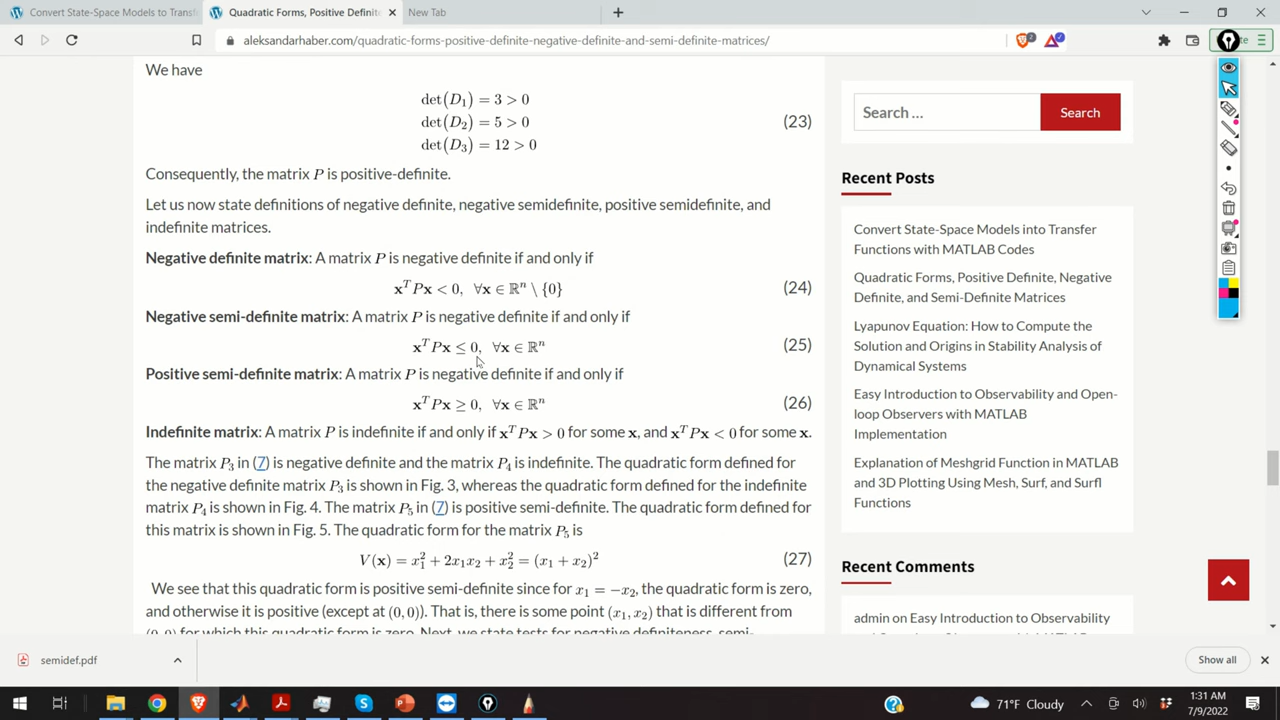 Convert State-Space Models to Transf
Quadratic Forms, Positive Definite
New Tab
aleksandarhaber.com/quadratic-forms-positive-definite-negative-definite-and-semi-definite-matrices/
We have
det(D₁) = 3 > 0
det(D₂) = 5 > 0 (23)
det(D₃) = 12 > 0
Consequently, the matrix P is positive-definite.
Let us now state definitions of negative definite, negative semidefinite, positive semidefinite, and
indefinite matrices.
Negative definite matrix: A matrix P is negative definite if and only if
xᵀPx < 0, ∀x ∈ ℝⁿ \ {0} (24)
Negative semi-definite matrix: A matrix P is negative definite if and only if
xᵀPx ≤ 0, ∀x ∈ ℝⁿ (25)
Positive semi-definite matrix: A matrix P is negative definite if and only if
xᵀPx ≥ 0, ∀x ∈ ℝⁿ (26)
Indefinite matrix: A matrix P is indefinite if and only if xᵀPx > 0 for some x, and xᵀPx < 0 for some x.
The matrix P₃ in (7) is negative definite and the matrix P₄ is indefinite. The quadratic form defined for
the negative definite matrix P₃ is shown in Fig. 3, whereas the quadratic form defined for the indefinite
matrix P₄ is shown in Fig. 4. The matrix P₅ in (7) is positive semi-definite. The quadratic form defined for
this matrix is shown in Fig. 5. The quadratic form for the matrix P₅ is
V(x) = x₁² + 2x₁x₂ + x₂² = (x₁ + x₂)² (27)
We see that this quadratic form is positive semi-definite since for x₁ = −x₂, the quadratic form is zero,
and otherwise it is positive (except at (0, 0)). That is, there is some point (x₁, x₂) that is different from
(0, 0) for which this quadratic form is zero. Next, we state tests for negative definiteness, semi-
Search ...
Search
Recent Posts
Convert State-Space Models into Transfer
Functions with MATLAB Codes
Quadratic Forms, Positive Definite, Negative
Definite, and Semi-Definite Matrices
Lyapunov Equation: How to Compute the
Solution and Origins in Stability Analysis of
Dynamical Systems
Easy Introduction to Observability and Open-
loop Observers with MATLAB
Implementation
Explanation of Meshgrid Function in MATLAB
and 3D Plotting Using Mesh, Surf, and Surfl
Functions
Recent Comments
admin on Easy Introduction to Observability
semidef.pdf
Show all
71°F Cloudy
1:31 AM
7/9/2022